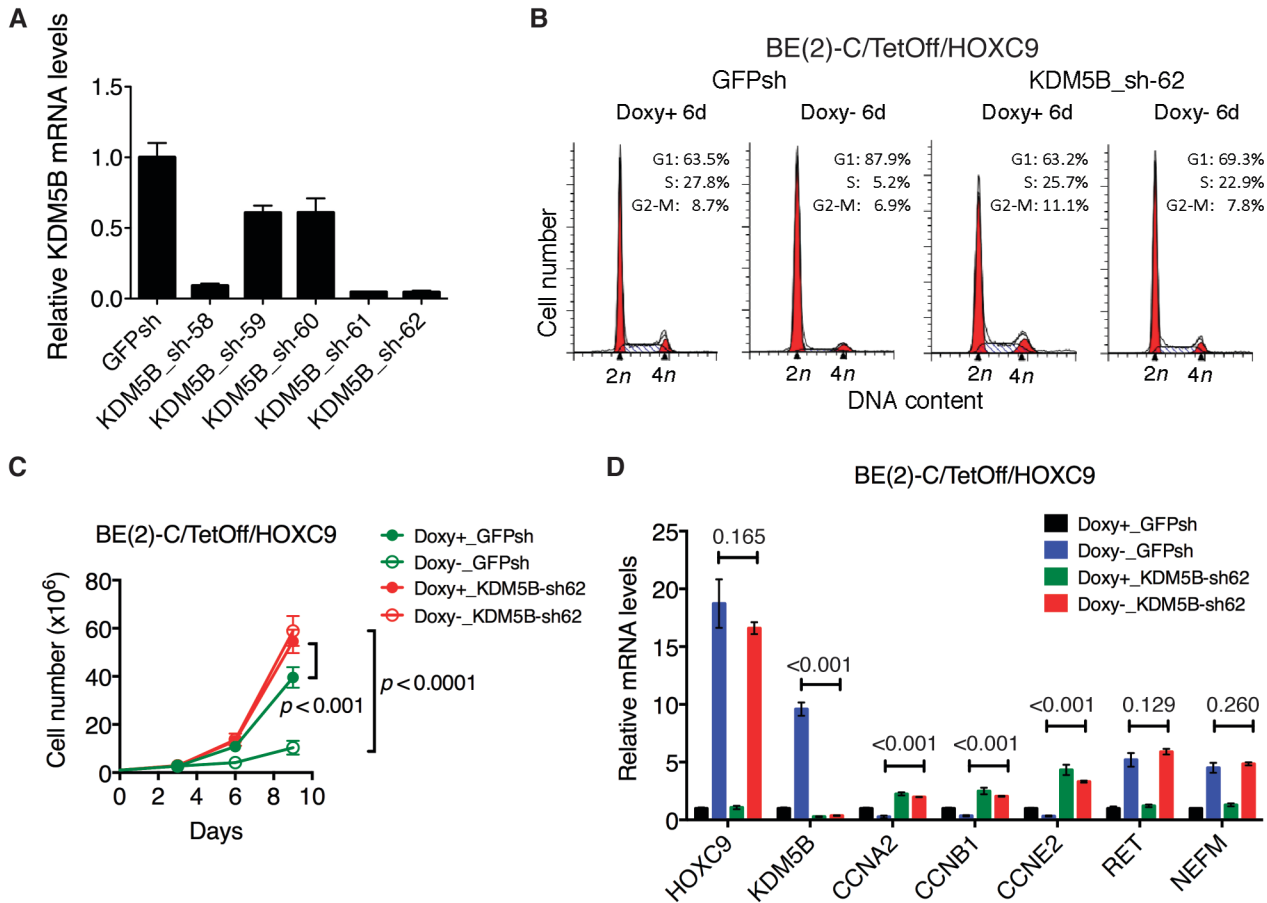 A
Relative KDM5B mRNA levels
1.5
1.0
0.5
0.0
GFPsh
KDM5B_sh-58
KDM5B_sh-59
KDM5B_sh-60
KDM5B_sh-61
KDM5B_sh-62
B
BE(2)-C/TetOff/HOXC9
GFPsh
KDM5B_sh-62
Doxy+ 6d
Doxy- 6d
Doxy+ 6d
Doxy- 6d
G1: 63.5%
S: 27.8%
G2-M: 8.7%
G1: 87.9%
S: 5.2%
G2-M: 6.9%
G1: 63.2%
S: 25.7%
G2-M: 11.1%
G1: 69.3%
S: 22.9%
G2-M: 7.8%
Cell number
2n 4n
2n 4n
2n 4n
2n 4n
DNA content
C
BE(2)-C/TetOff/HOXC9
Doxy+_GFPsh
Doxy-_GFPsh
Doxy+_KDM5B-sh62
Doxy-_KDM5B-sh62
Cell number (x10⁶)
80
60
40
20
0
0 2 4 6 8 10
Days
p<0.001
p<0.0001
D
BE(2)-C/TetOff/HOXC9
Doxy+_GFPsh
Doxy-_GFPsh
Doxy+_KDM5B-sh62
Doxy-_KDM5B-sh62
Relative mRNA levels
25
20
15
10
5
0
0.165
<0.001
<0.001
<0.001
<0.001
0.129
0.260
HOXC9
KDM5B
CCNA2
CCNB1
CCNE2
RET
NEFM